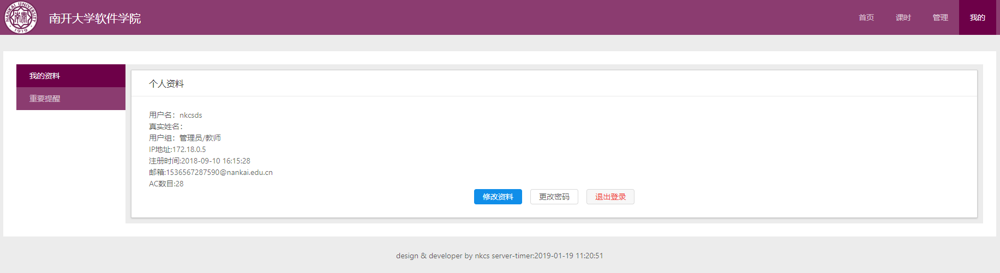 NANKAI UNIVERSITY
1919
南开大学软件学院
首页
课时
管理
我的
我的资料
重要提醒
个人资料
用户名：nkcsds
真实姓名：
用户组：管理员/教师
IP地址:172.18.0.5
注册时间:2018-09-10 16:15:28
邮箱:1536567287590@nankai.edu.cn
AC数目:28
修改资料
更改密码
退出登录
design & developer by nkcs server-timer:2019-01-19 11:20:51